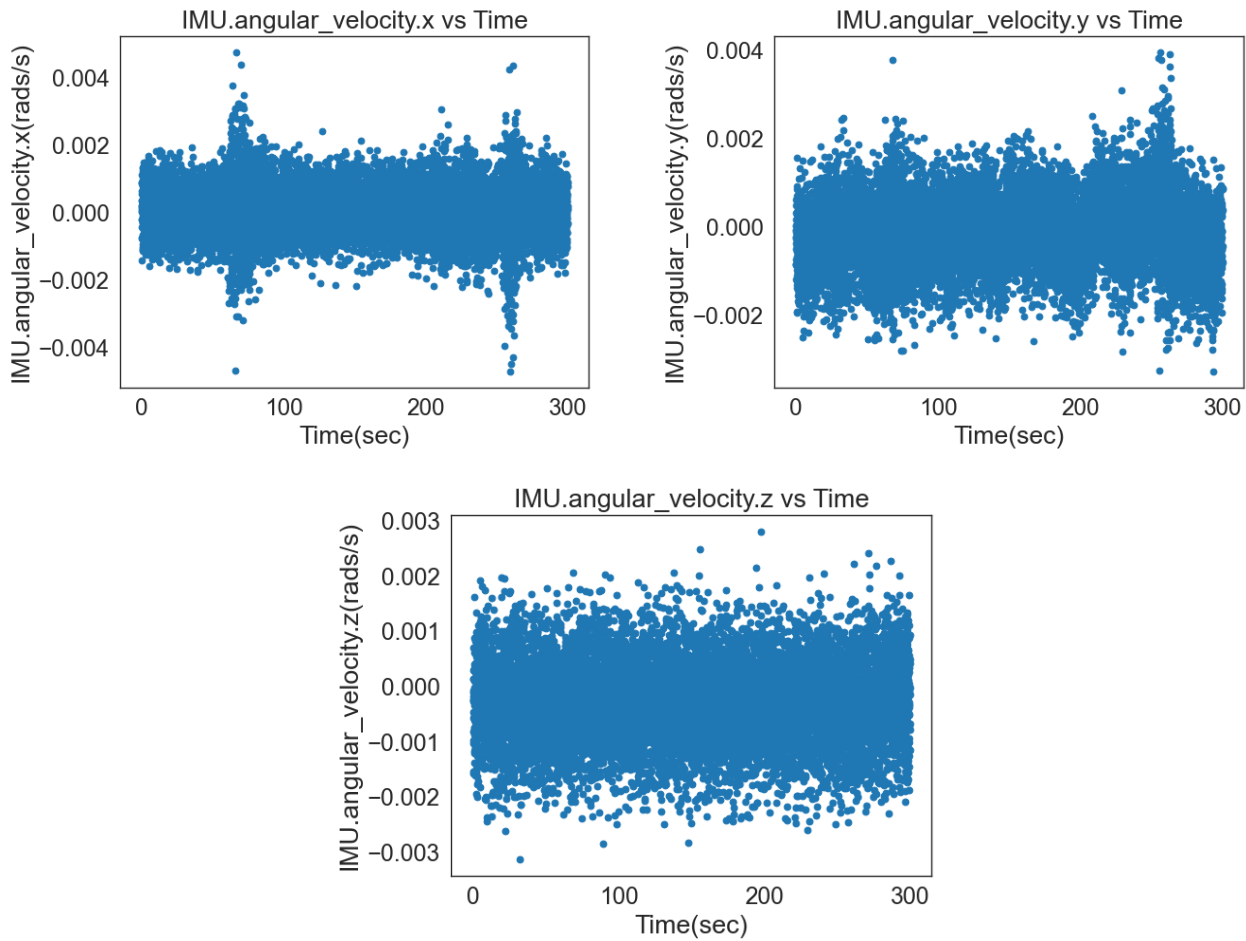 IMU.angular_velocity.x vs Time
IMU.angular_velocity.x(rads/s)
0.004
0.002
0.000
−0.002
−0.004
0 100 200 300
Time(sec)
IMU.angular_velocity.y vs Time
IMU.angular_velocity.y(rads/s)
0.004
0.002
0.000
−0.002
0 100 200 300
Time(sec)
IMU.angular_velocity.z vs Time
IMU.angular_velocity.z(rads/s)
0.003
0.002
0.001
0.000
−0.001
−0.002
−0.003
0 100 200 300
Time(sec)